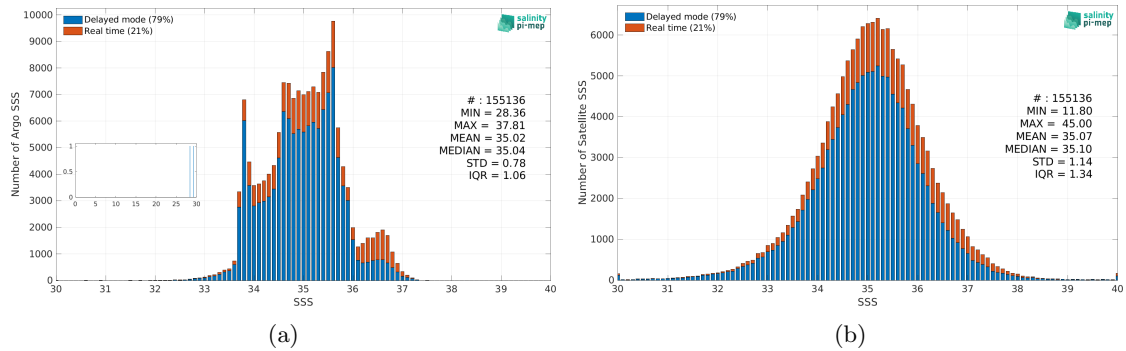 Delayed mode (79%)
Real time (21%)
salinity
pi-mep
Number of Argo SSS
10000
9000
8000
7000
6000
5000
4000
3000
2000
1000
0
# : 155136
MIN = 28.36
MAX = 37.81
MEAN = 35.02
MEDIAN = 35.04
STD = 0.78
IQR = 1.06
1
0.5
0
0 5 10 15 20 25 30
30 31 32 33 34 35 36 37 38 39 40
SSS
(a)
Delayed mode (79%)
Real time (21%)
salinity
pi-mep
Number of Satellite SSS
6000
5000
4000
3000
2000
1000
0
# : 155136
MIN = 11.80
MAX = 45.00
MEAN = 35.07
MEDIAN = 35.10
STD = 1.14
IQR = 1.34
30 31 32 33 34 35 36 37 38 39 40
SSS
(b)